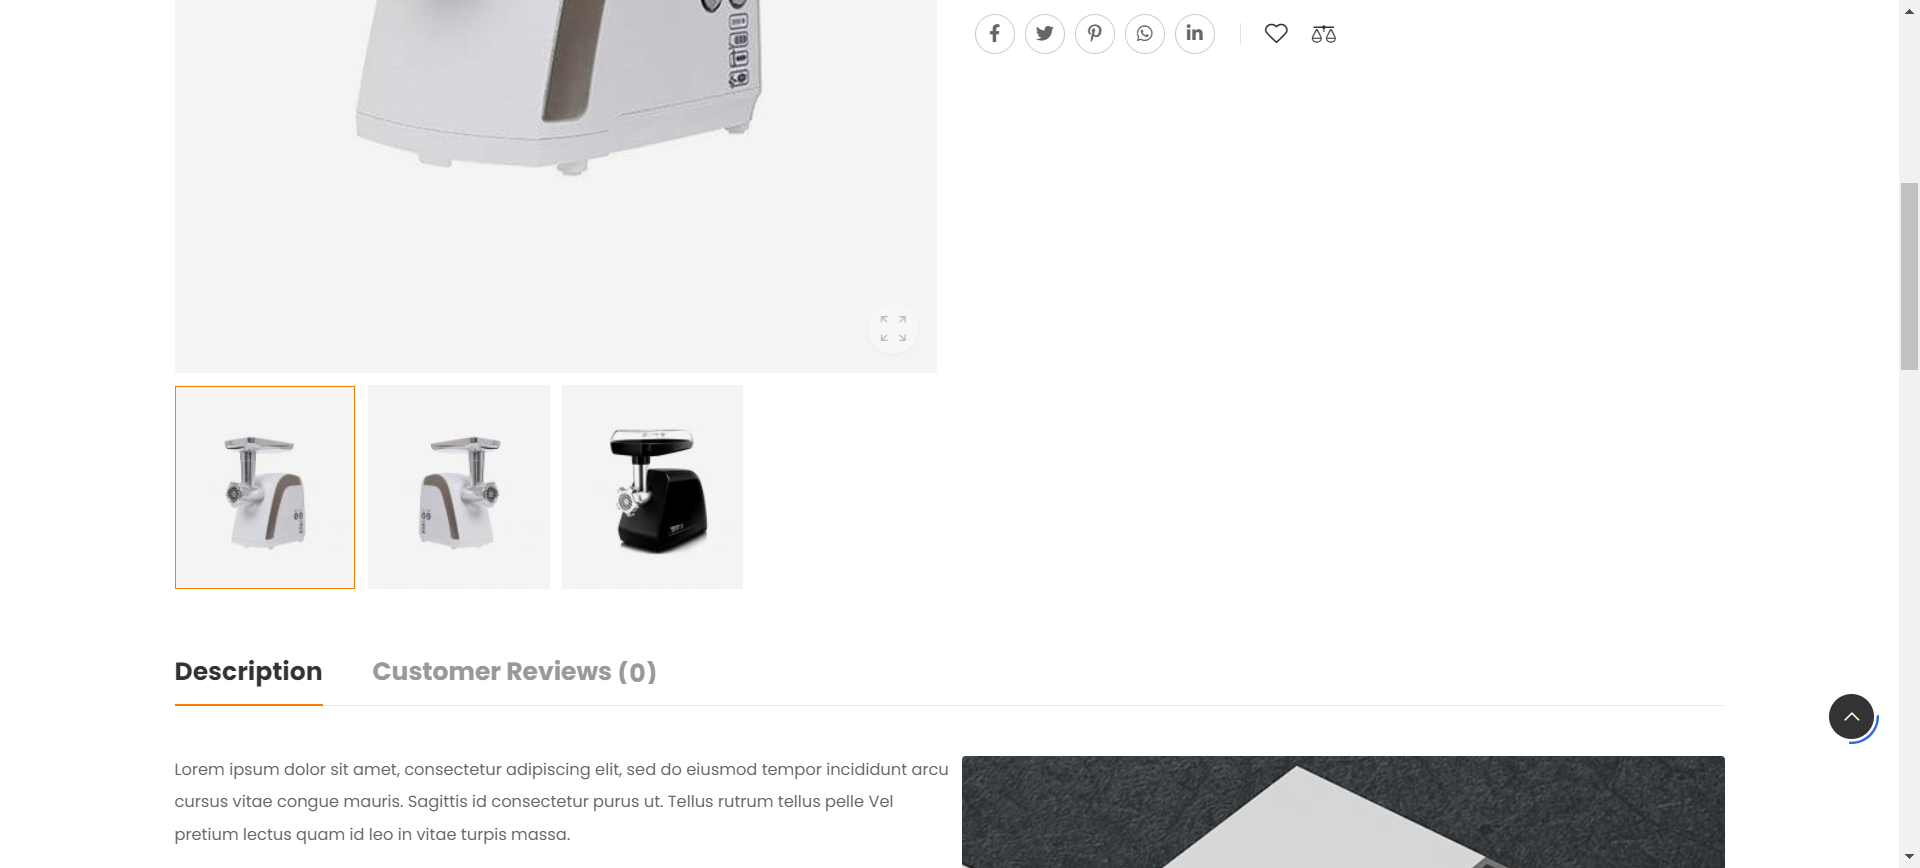 Description
Customer Reviews (0)
Lorem ipsum dolor sit amet, consectetur adipiscing elit, sed do eiusmod tempor incididunt arcu
cursus vitae congue mauris. Sagittis id consectetur purus ut. Tellus rutrum tellus pelle Vel
pretium lectus quam id leo in vitae turpis massa.